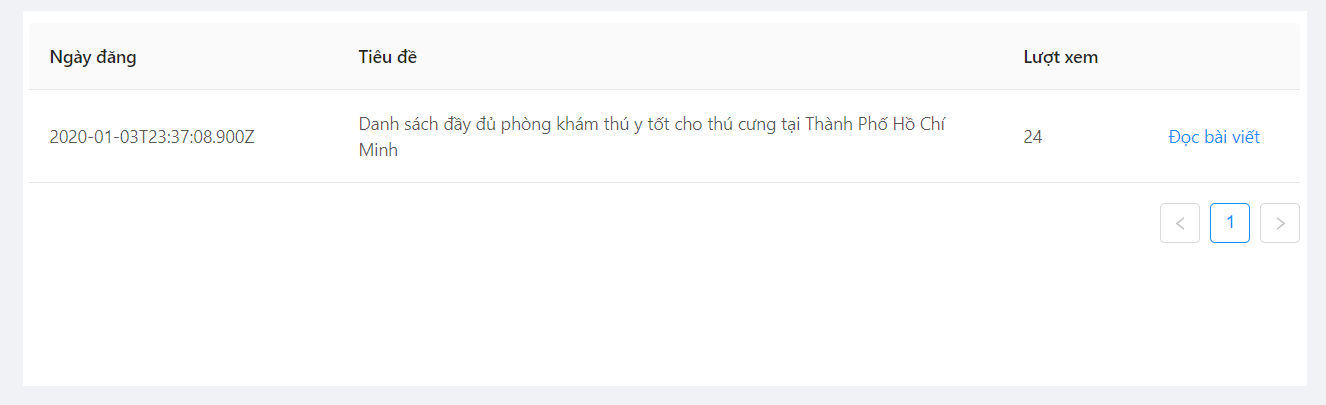 Ngày đăng Tiêu đề Lượt xem
2020-01-03T23:37:08.900Z Danh sách đầy đủ phòng khám thú y tốt cho thú cưng tại Thành Phố Hồ Chí 24 Đọc bài viết
Minh
< 1 >